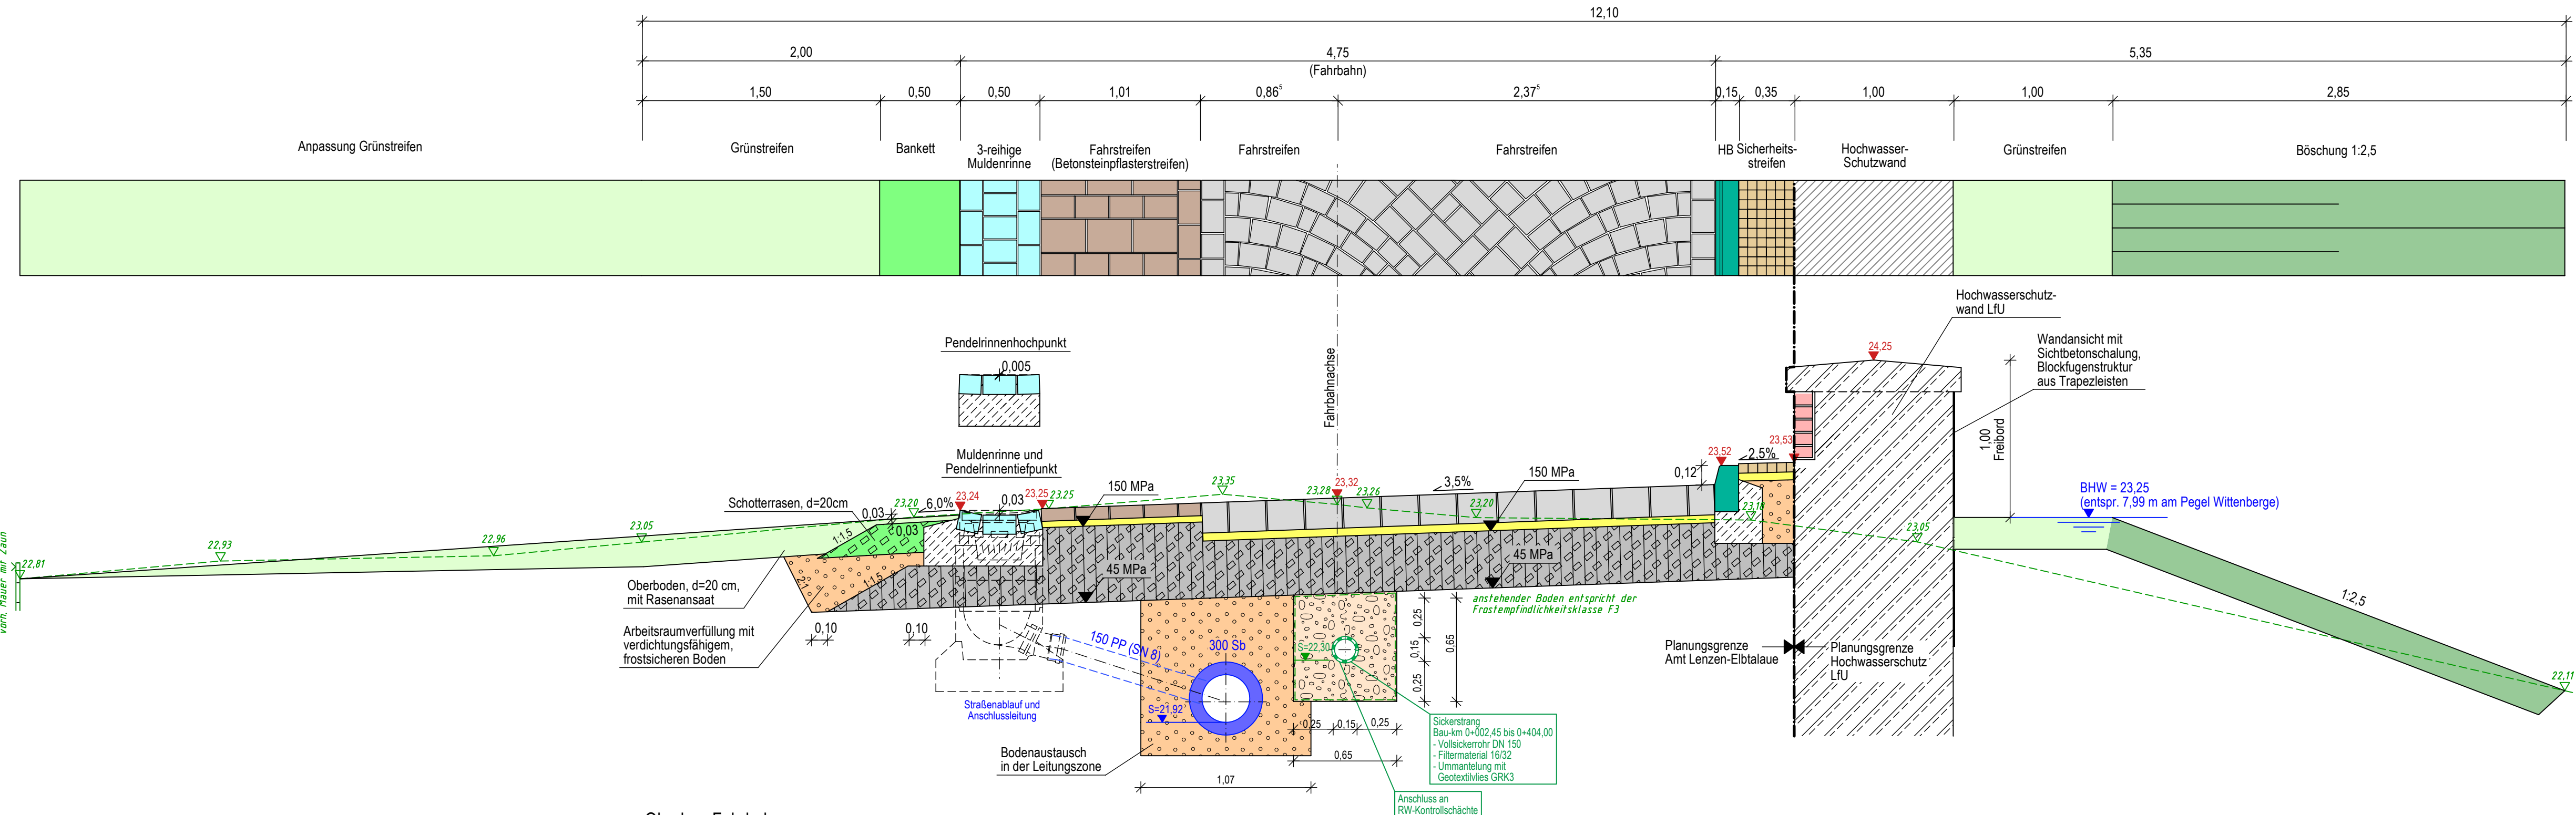 12,10
2,00
4,75
(Fahrbahn)
5,35
1,50
0,50
0,50
1,01
0,86⁵
2,37⁵
0,15
0,35
1,00
1,00
2,85
Anpassung Grünstreifen
Grünstreifen
Bankett
3-reihige
Muldenrinne
Fahrstreifen
(Betonsteinpflasterstreifen)
Fahrstreifen
Fahrstreifen
HB
Sicherheits-
streifen
Hochwasser-
Schutzwand
Grünstreifen
Böschung 1:2,5
Hochwasserschutz-
wand LfU
Wandansicht mit
Sichtbetonschalung,
Blockfugenstruktur
aus Trapezleisten
Pendelrinnenhochpunkt
0,005
Fahrbahnachse
24,25
1,00
Freibord
Muldenrinne und
Pendelrinnentiefpunkt
Schotterrasen, d=20cm
0,03
23,20
6,0%
23,24
0,03
23,25
23,25
150 MPa
23,35
23,28
23,32
23,26
3,5%
23,20
150 MPa
0,12
23,52
2,5%
23,53
23,18
23,05
BHW = 23,25
(entspr. 7,99 m am Pegel Wittenberge)
vorh. Mauer mit Zaun
22,81
22,93
22,96
23,05
1:1,5
0,03
1:1,5
2:1
45 MPa
45 MPa
Oberboden, d=20 cm,
mit Rasenansaat
Arbeitsraumverfüllung mit
verdichtungsfähigem,
frostsicheren Boden
0,10
0,10
150 PP (SN 8)
300 Sb
S=21,92
S=22,30
0,25
0,15
0,25
0,65
anstehender Boden entspricht der
Frostempfindlichkeitsklasse F3
Planungsgrenze
Amt Lenzen-Elbtalaue
Planungsgrenze
Hochwasserschutz
LfU
1:2,5
22,11
Straßenablauf und
Anschlussleitung
Bodenaustausch
in der Leitungszone
0,25
0,15
0,25
0,65
1,07
Sickerstrang
Bau-km 0+002,45 bis 0+404,00
- Vollsickerrohr DN 150
- Filtermaterial 16/32
- Ummantelung mit
Geotextilvlies GRK3
Anschluss an
RW-Kontrollschächte